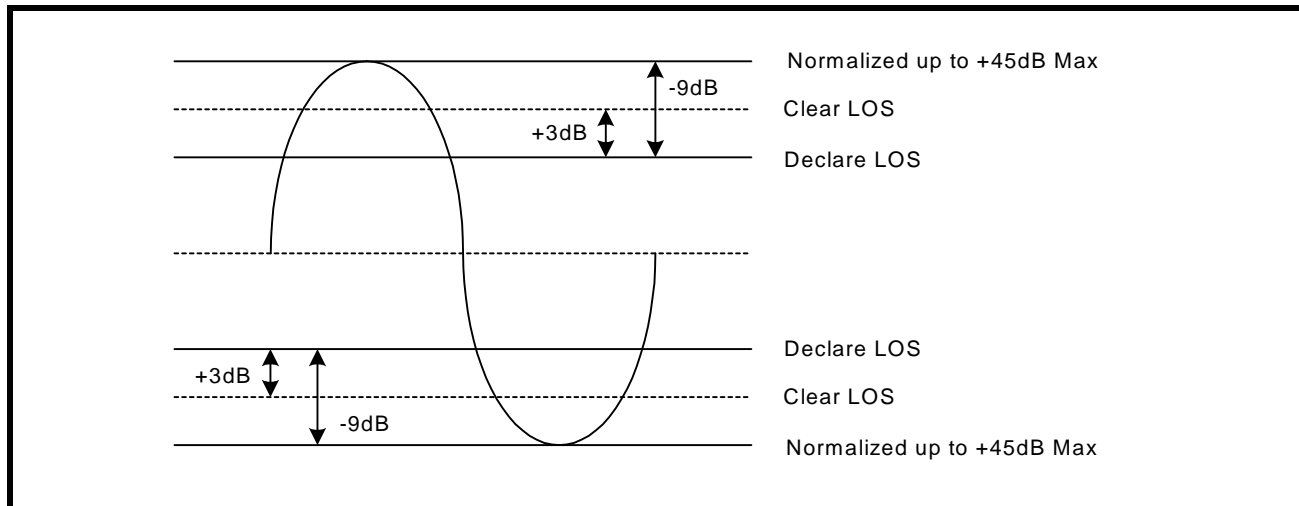 Normalized up to +45dB Max
-9dB
Clear LOS
+3dB
Declare LOS
Declare LOS
+3dB
Clear LOS
-9dB
Normalized up to +45dB Max